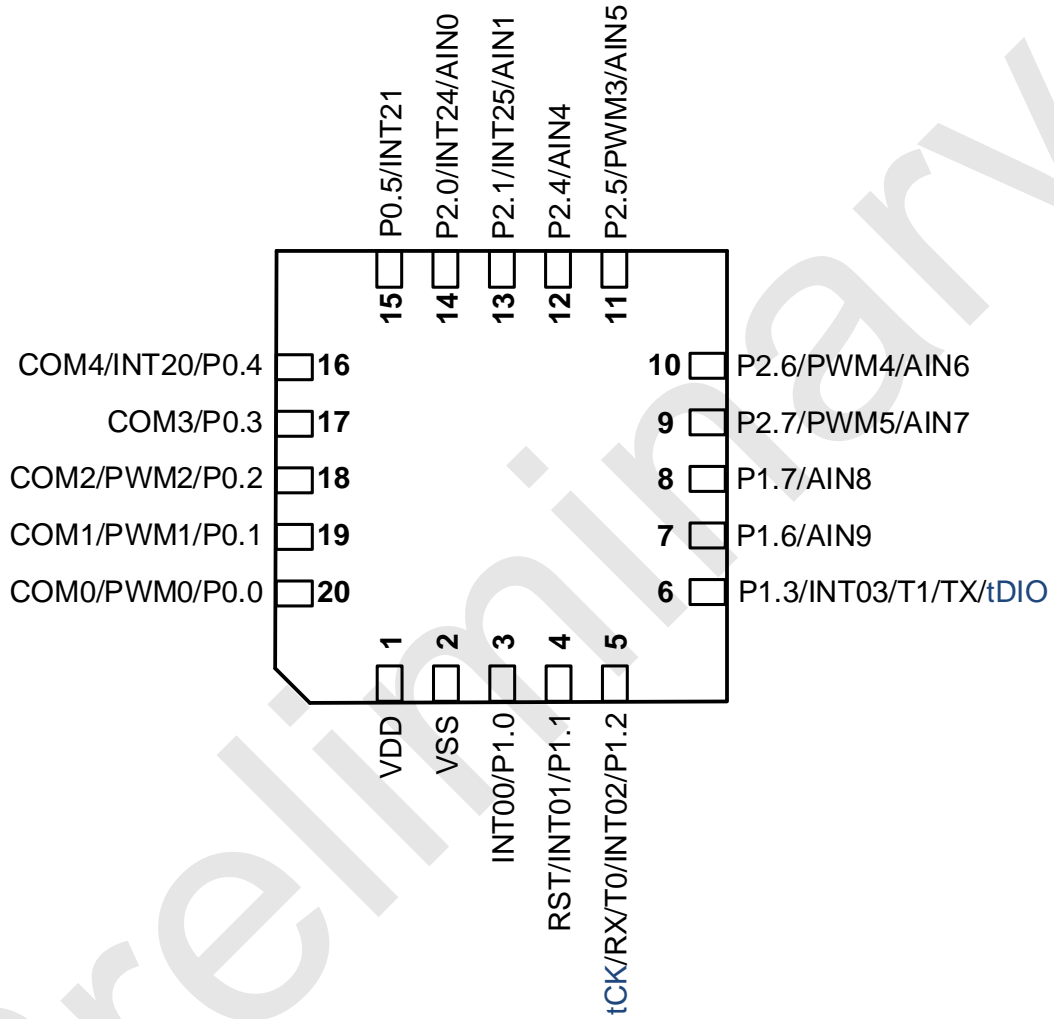 P0.5/INT21
P2.0/INT24/AIN0
P2.1/INT25/AIN1
P2.4/AIN4
P2.5/PWM3/AIN5
15
14
13
12
11
COM4/INT20/P0.4
16
COM3/P0.3
17
COM2/PWM2/P0.2
18
COM1/PWM1/P0.1
19
COM0/PWM0/P0.0
20
10
P2.6/PWM4/AIN6
9
P2.7/PWM5/AIN7
8
P1.7/AIN8
7
P1.6/AIN9
6
P1.3/INT03/T1/TX/tDIO
1
2
3
4
5
VDD
VSS
INT00/P1.0
RST/INT01/P1.1
tCK/RX/T0/INT02/P1.2
reliminary